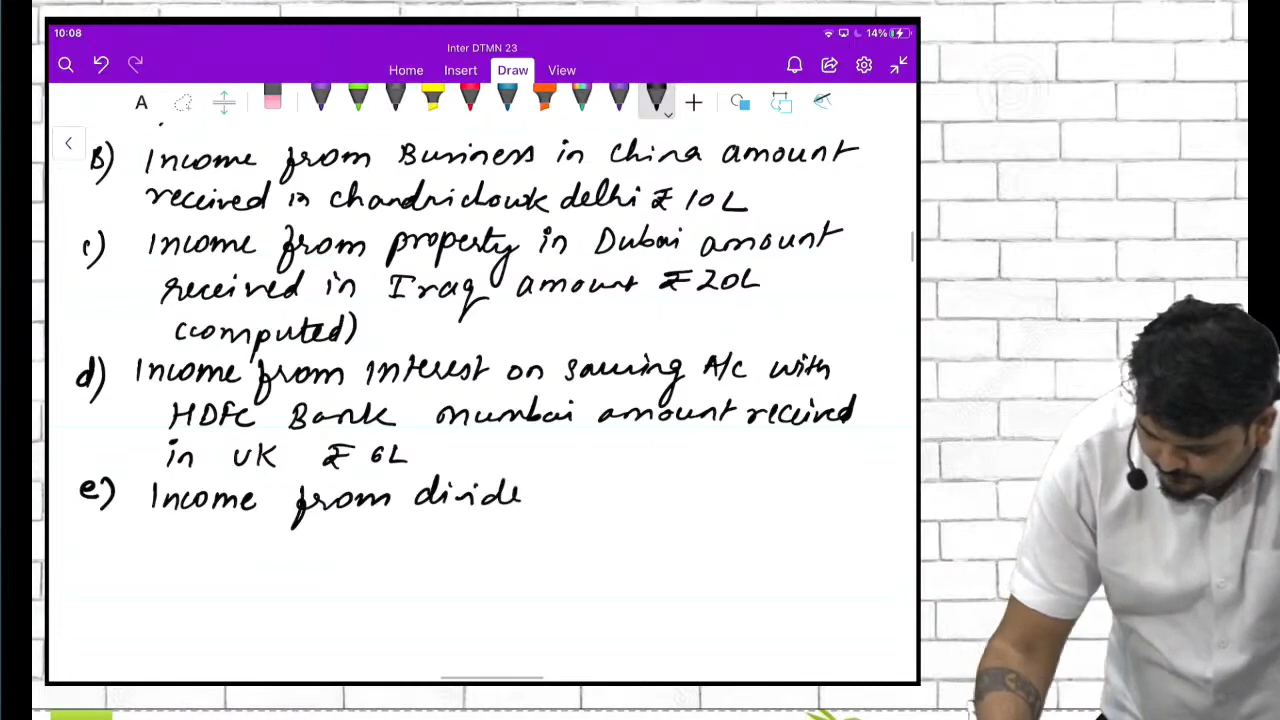 10:08
14%
Inter DTMN 23
Home Insert Draw View
A
B) Income from Business in China amount
received in chandnichowk delhi ₹ 10L
c) Income from property in Dubai amount
received in Iraq amount ₹ 20L
(computed)
d) Income from interest on saving A/c with
HDFC Bank mumbai amount received
in UK ₹ 6L
e) Income from divide